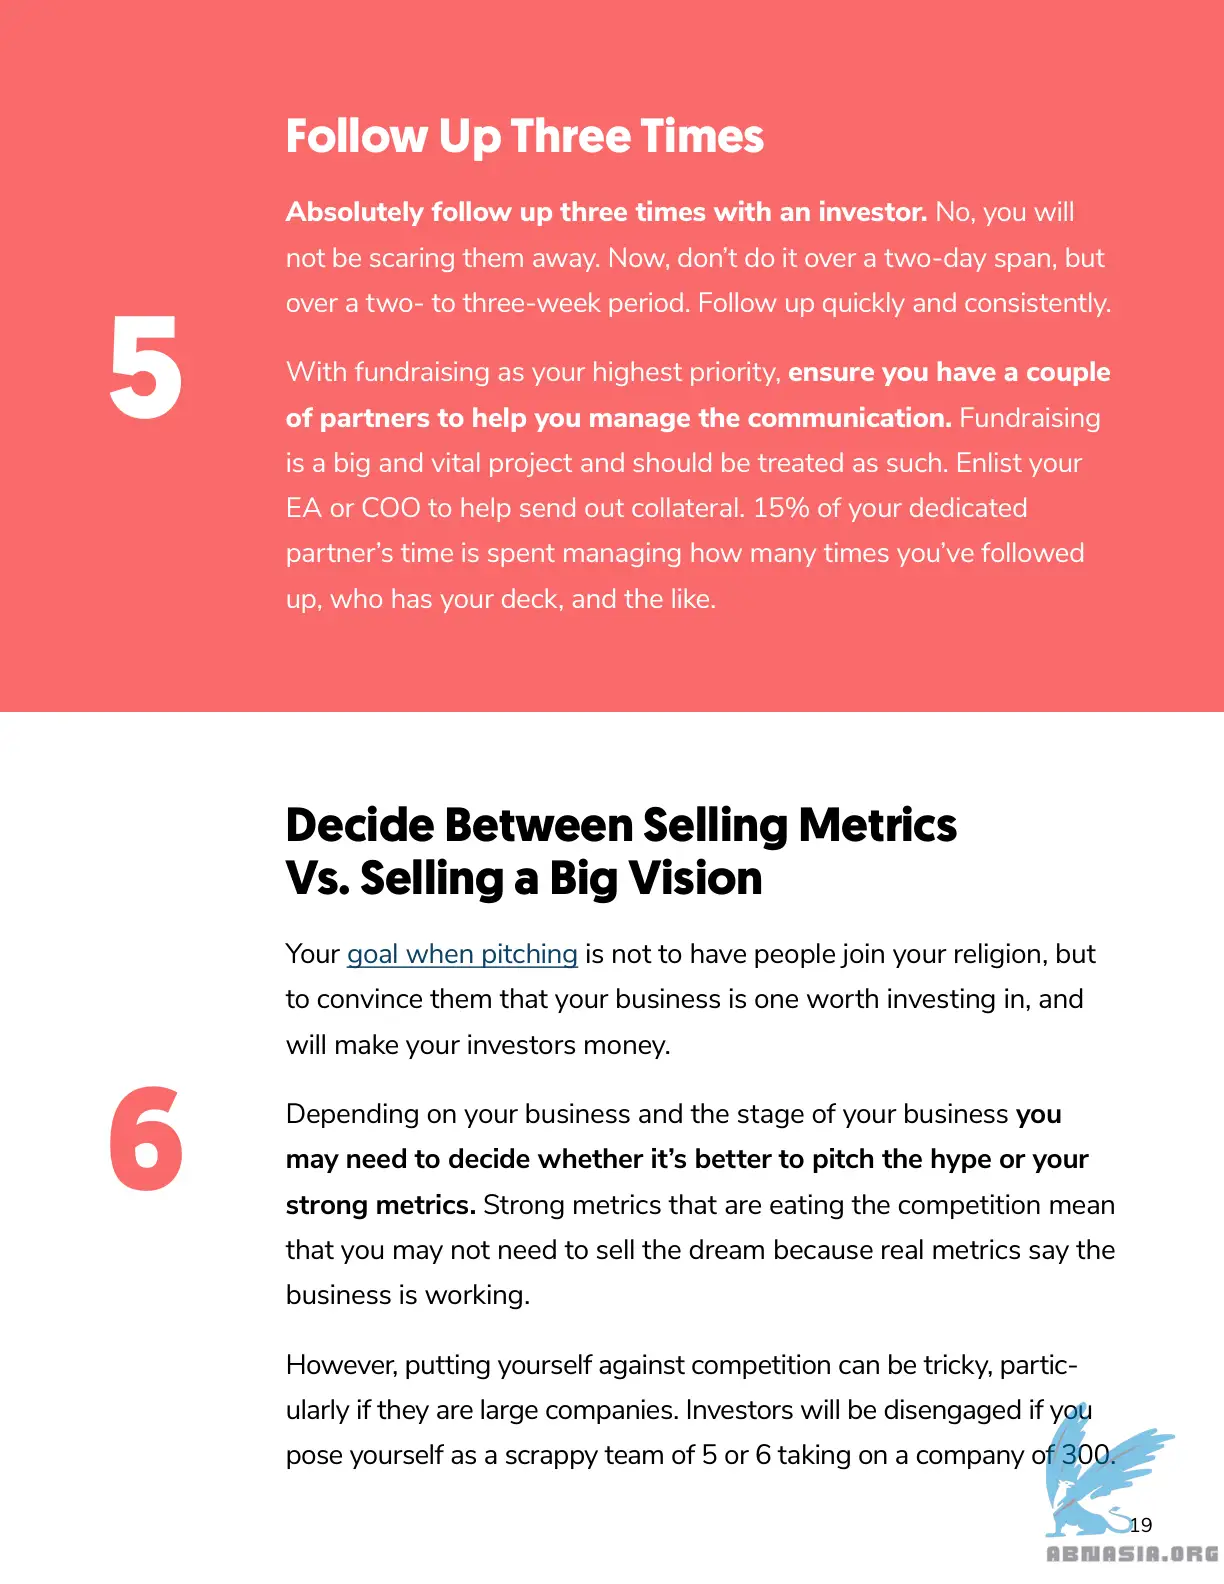 Follow Up Three Times
Absolutely follow up three times with an investor. No, you will
not be scaring them away. Now, don’t do it over a two-day span, but
over a two- to three-week period. Follow up quickly and consistently.
5
With fundraising as your highest priority, ensure you have a couple
of partners to help you manage the communication. Fundraising
is a big and vital project and should be treated as such. Enlist your
EA or COO to help send out collateral. 15% of your dedicated
partner’s time is spent managing how many times you’ve followed
up, who has your deck, and the like.
Decide Between Selling Metrics
Vs. Selling a Big Vision
Your goal when pitching is not to have people join your religion, but
to convince them that your business is one worth investing in, and
will make your investors money.
6
Depending on your business and the stage of your business you
may need to decide whether it’s better to pitch the hype or your
strong metrics. Strong metrics that are eating the competition mean
that you may not need to sell the dream because real metrics say the
business is working.
However, putting yourself against competition can be tricky, partic-
ularly if they are large companies. Investors will be disengaged if you
pose yourself as a scrappy team of 5 or 6 taking on a company of 300.
19
ABNASIA.ORG